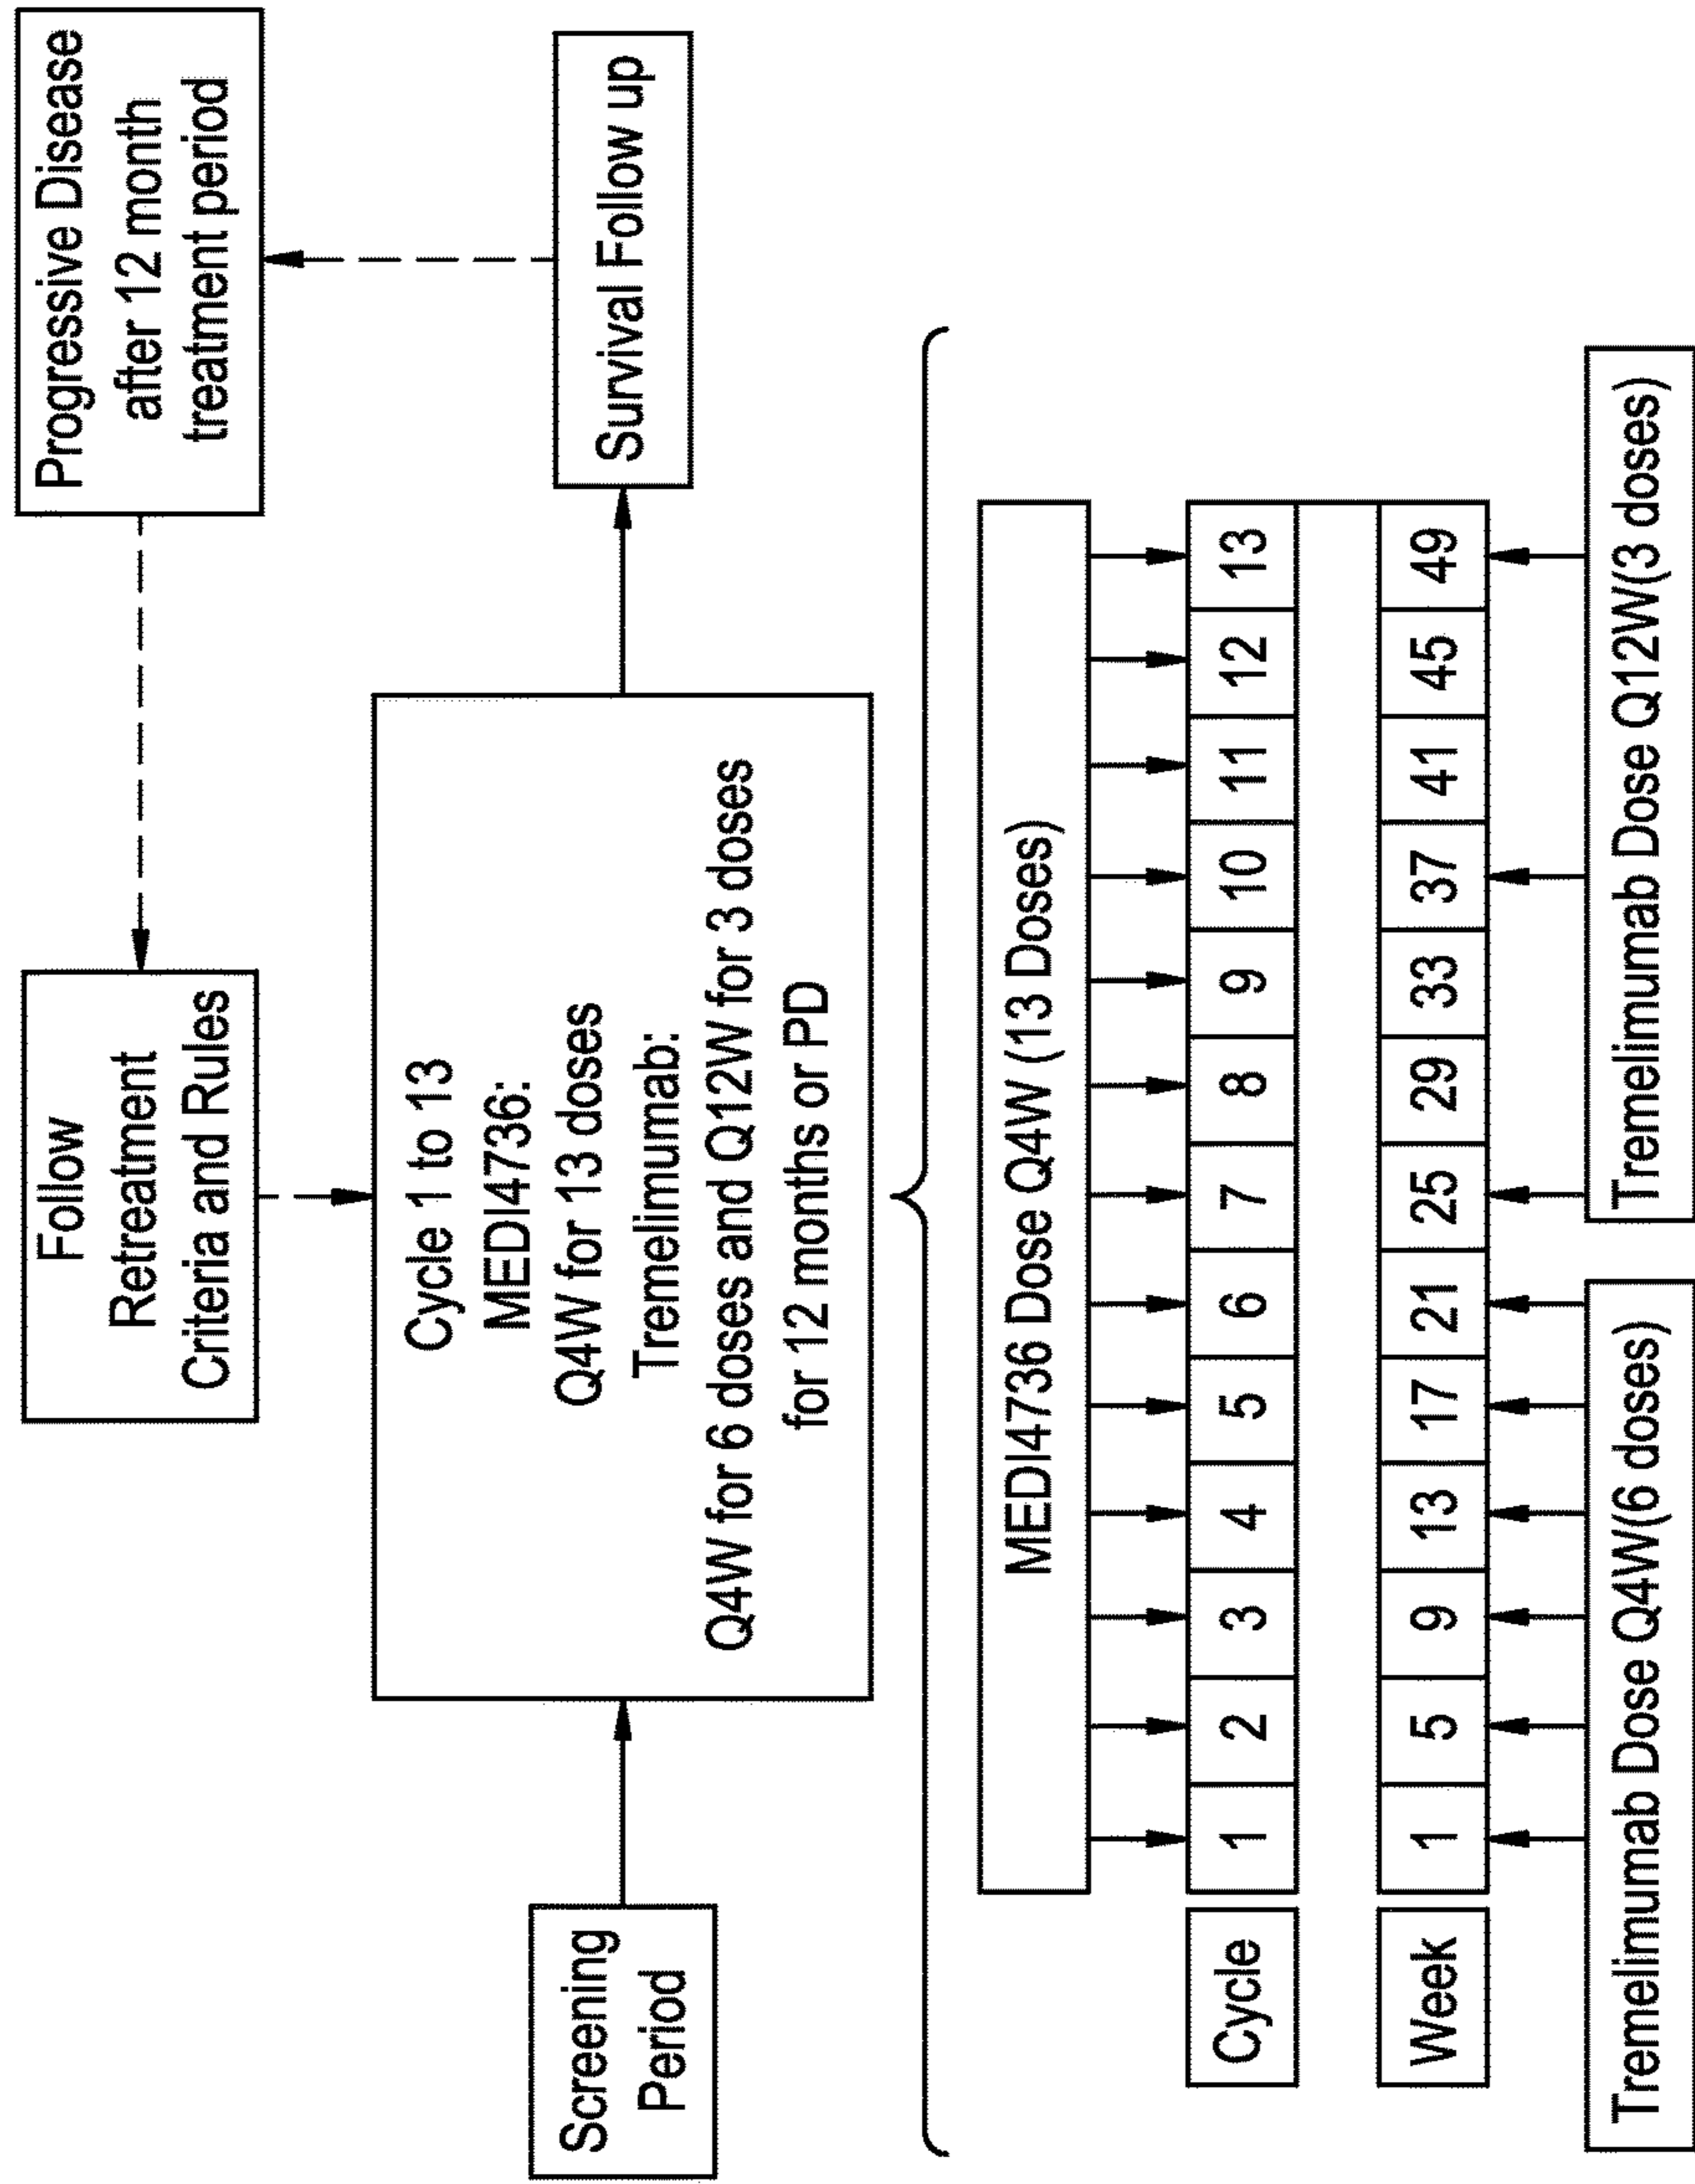 Follow
Retreatment
Criteria and Rules
Progressive Disease
after 12 month
treatment period
Screening
Period
Cycle 1 to 13
MEDI4736:
Q4W for 13 doses
Tremelimumab:
Q4W for 6 doses and Q12W for 3 doses
for 12 months or PD
Survival Follow up
MEDI4736 Dose Q4W (13 Doses)
Cycle 1 2 3 4 5 6 7 8 9 10 11 12 13
Week 1 5 9 13 17 21 25 29 33 37 41 45 49
Tremelimumab Dose Q4W(6 doses)
Tremelimumab Dose Q12W(3 doses)